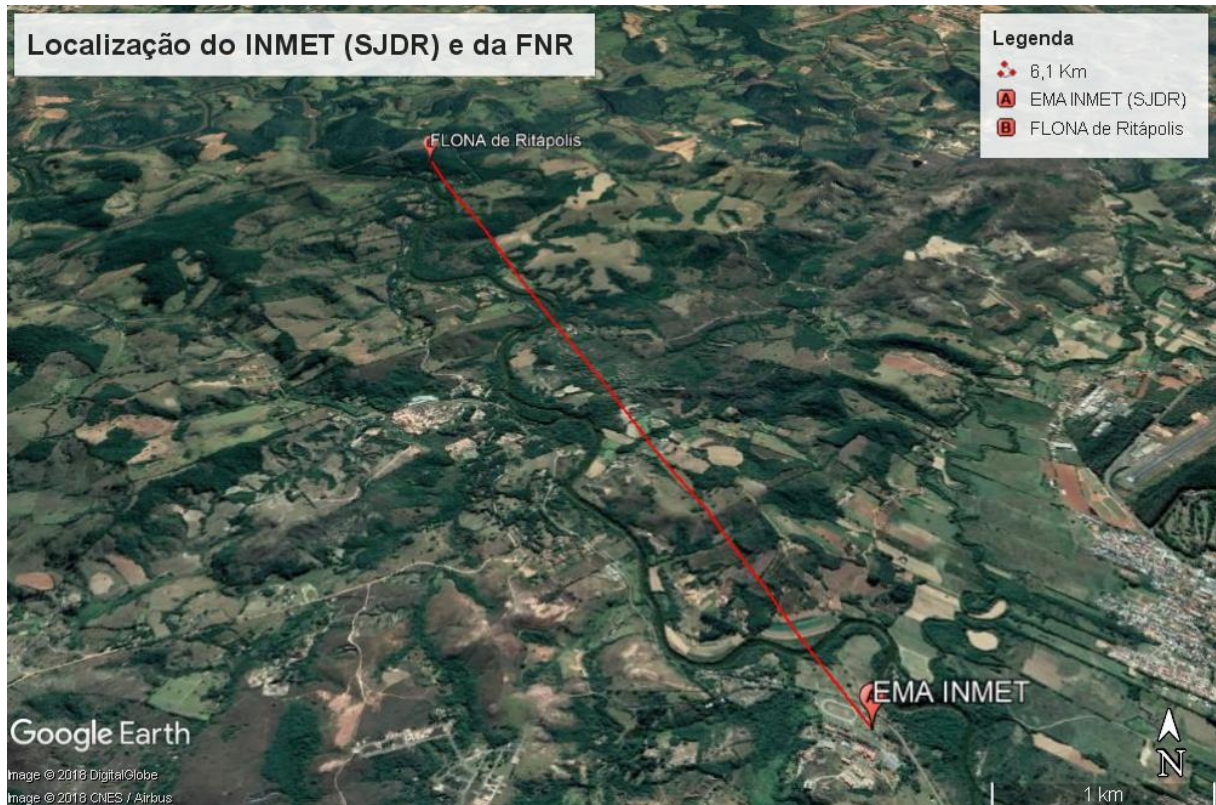 Localização do INMET (SJDR) e da FNR
Legenda
6,1 Km
A EMA INMET (SJDR)
B FLONA de Ritápolis
FLONA de Ritápolis
EMA INMET
Google Earth
N
Image © 2018 DigitalGlobe
Image © 2018 CNES / Airbus
1 km